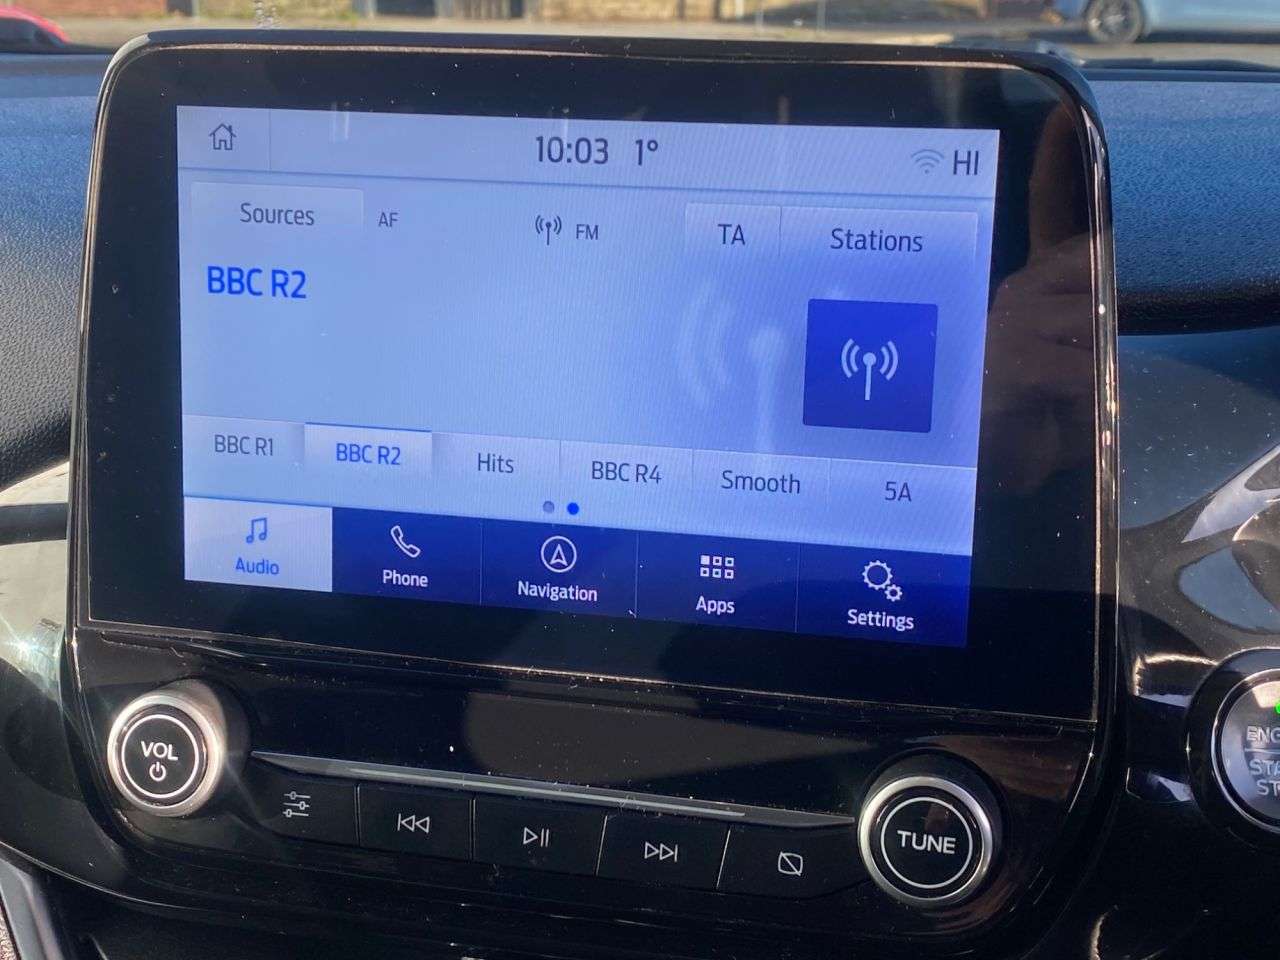 10:03 1° HI
Sources AF FM TA Stations
BBC R2
BBC R1 BBC R2 Hits BBC R4 Smooth 5A
Audio Phone Navigation Apps Settings
VOL
TUNE